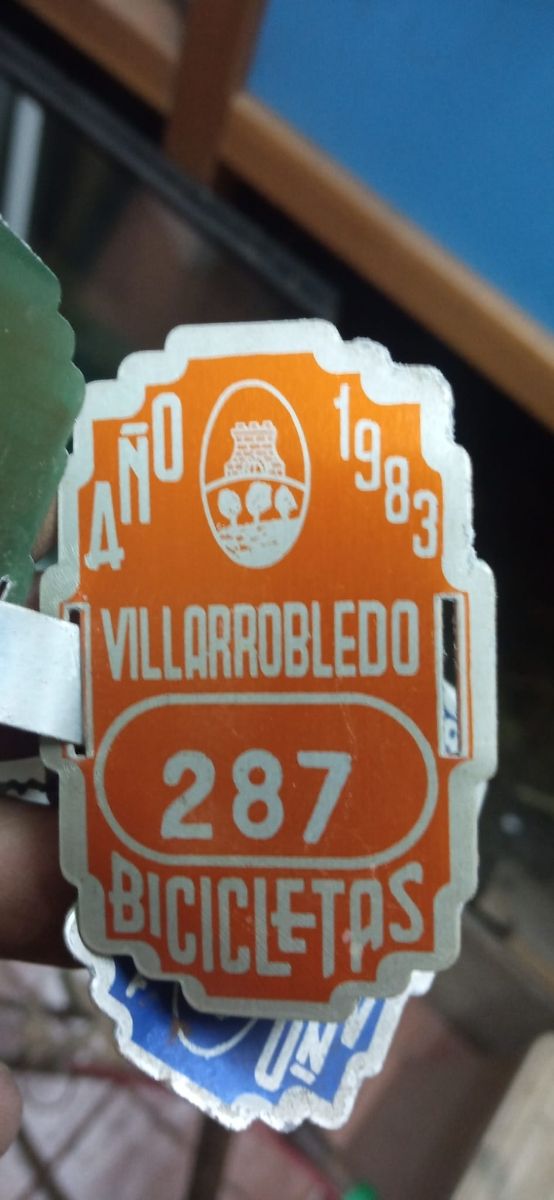 AÑO 1983
VILLARROBLEDO
287
BICICLETAS